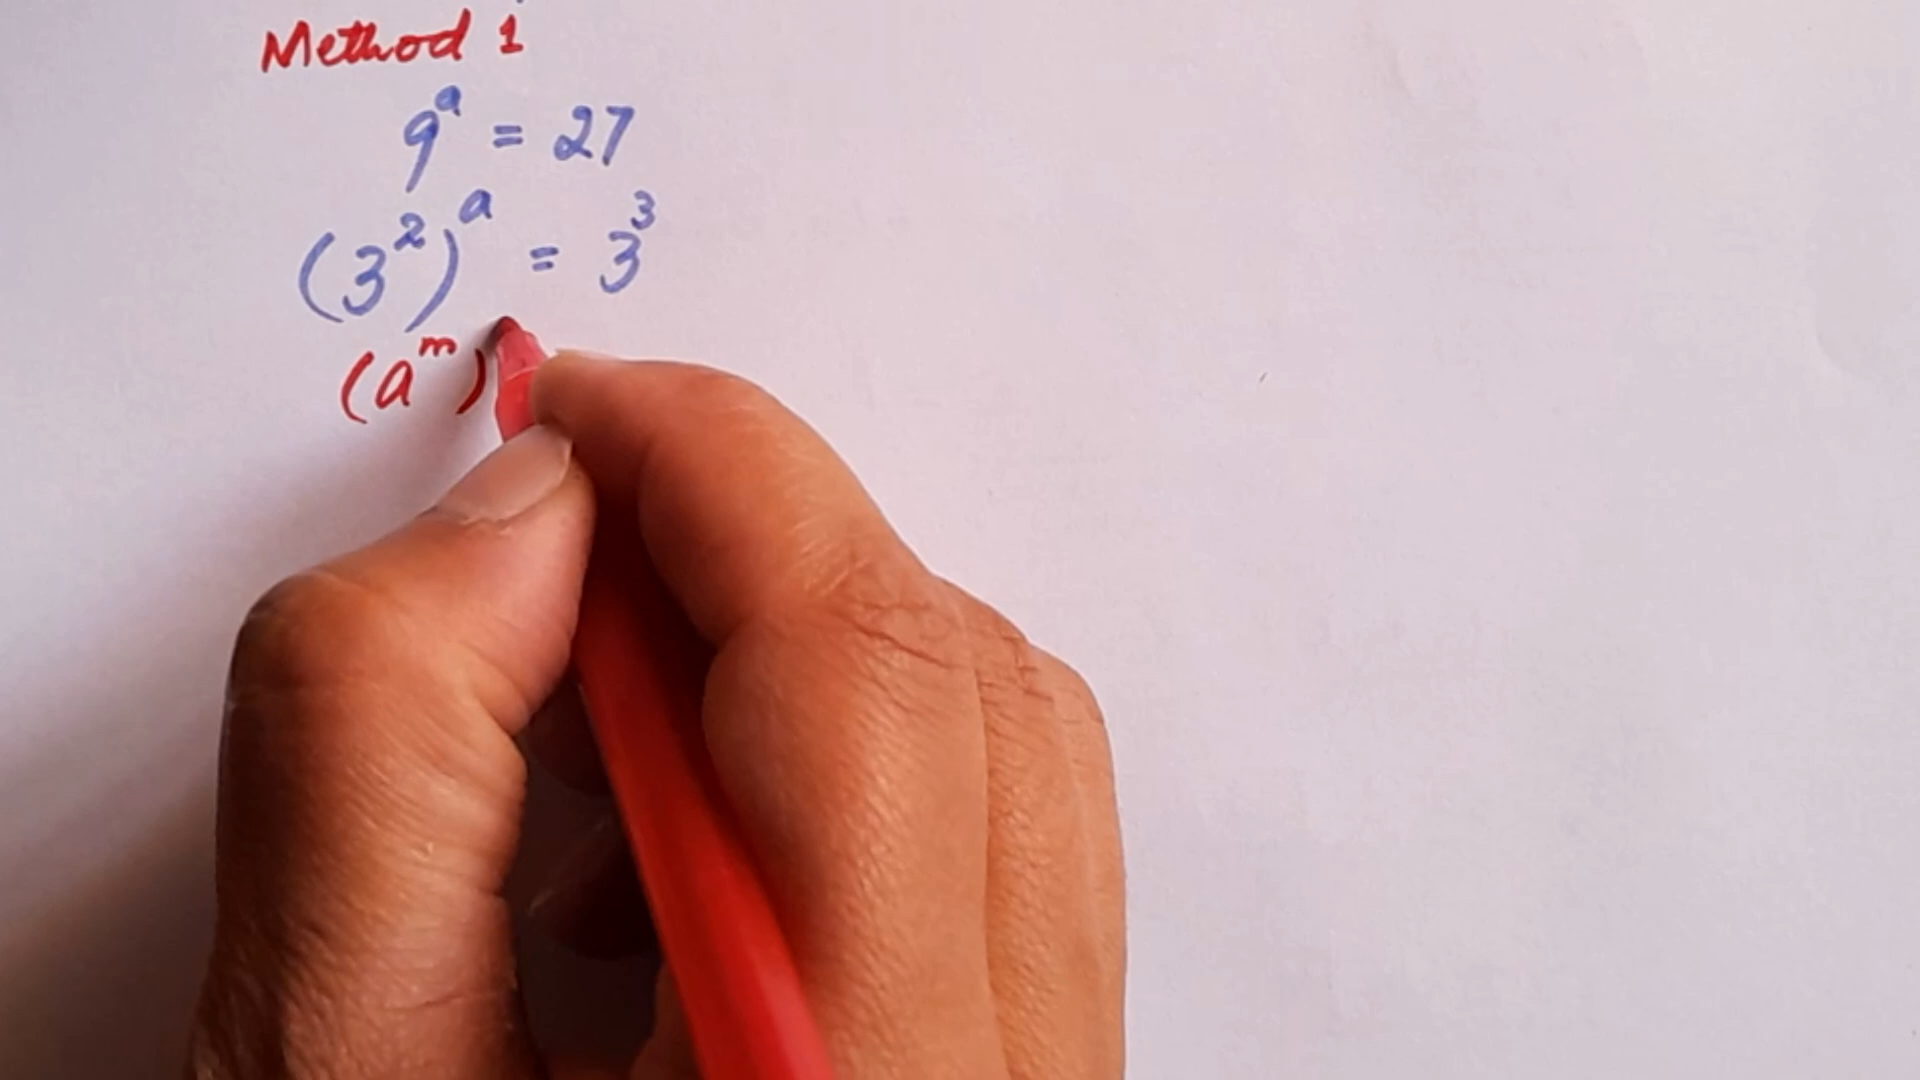 Method 1
9^a = 27
(3^2)^a = 3^3
(a^m)